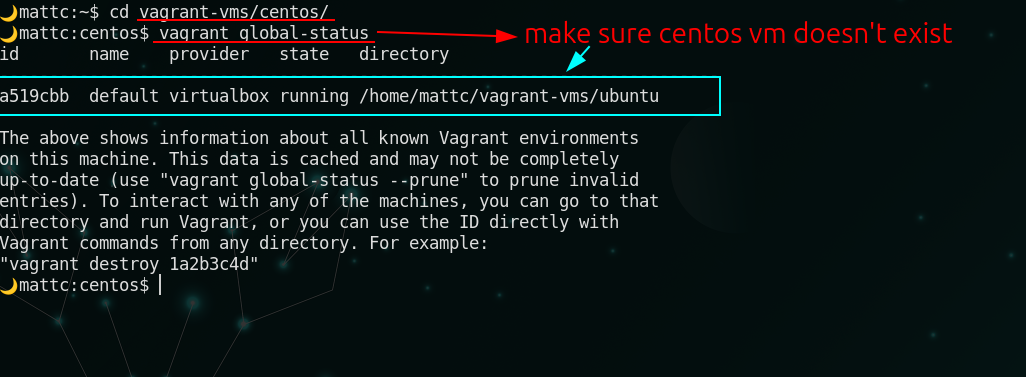 mattc:~$ cd vagrant-vms/centos/
mattc:centos$ vagrant global-status
make sure centos vm doesn't exist
id       name    provider   state   directory
a519cbb  default virtualbox running /home/mattc/vagrant-vms/ubuntu
The above shows information about all known Vagrant environments
on this machine. This data is cached and may not be completely
up-to-date (use "vagrant global-status --prune" to prune invalid
entries). To interact with any of the machines, you can go to that
directory and run Vagrant, or you can use the ID directly with
Vagrant commands from any directory. For example:
"vagrant destroy 1a2b3c4d"
mattc:centos$